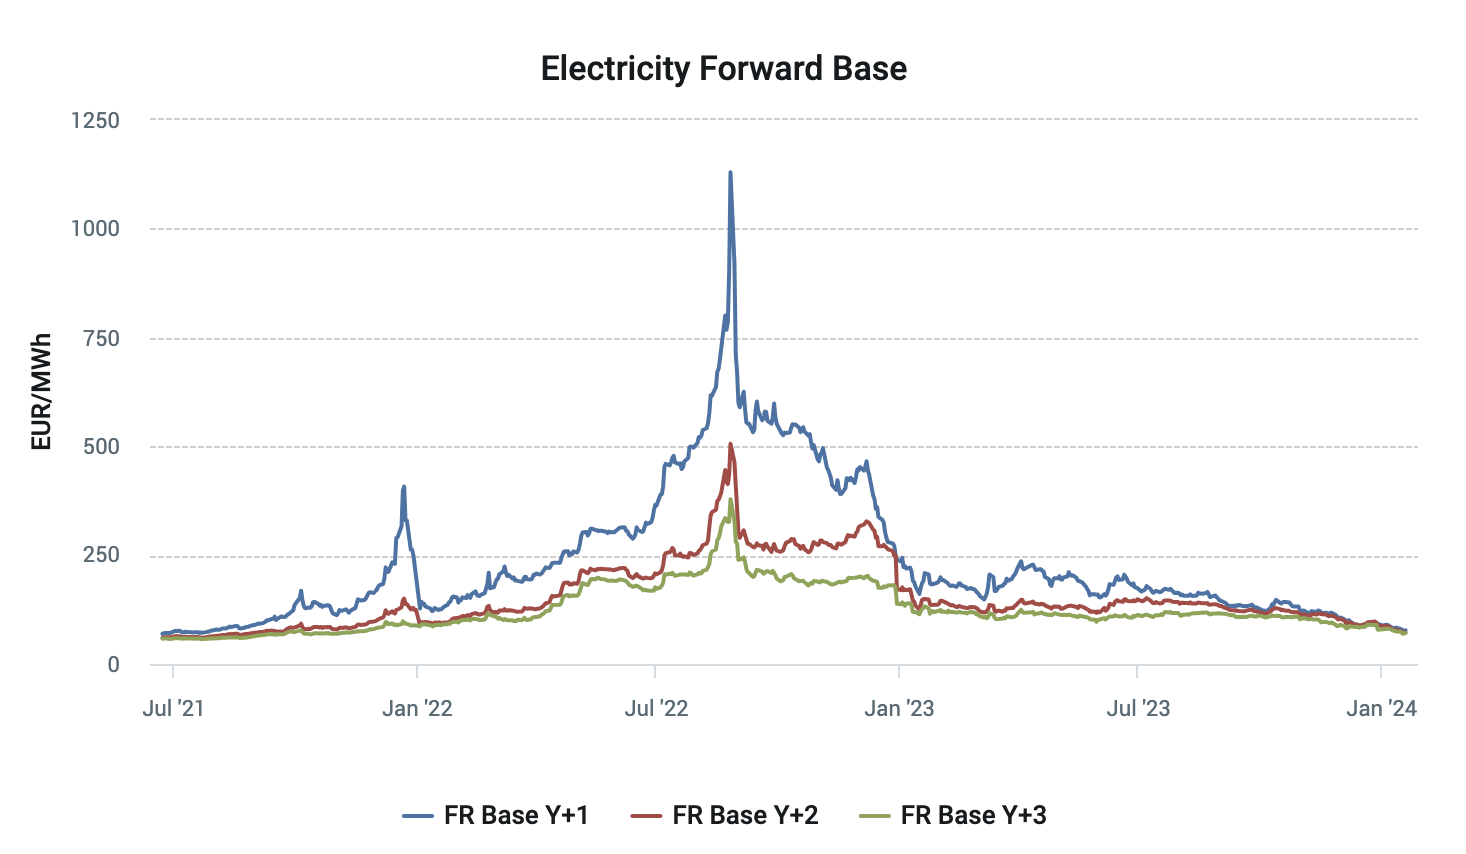 Electricity Forward Base
EUR/MWh
1250
1000
750
500
250
0
Jul '21
Jan '22
Jul '22
Jan '23
Jul '23
Jan '24
FR Base Y+1
FR Base Y+2
FR Base Y+3